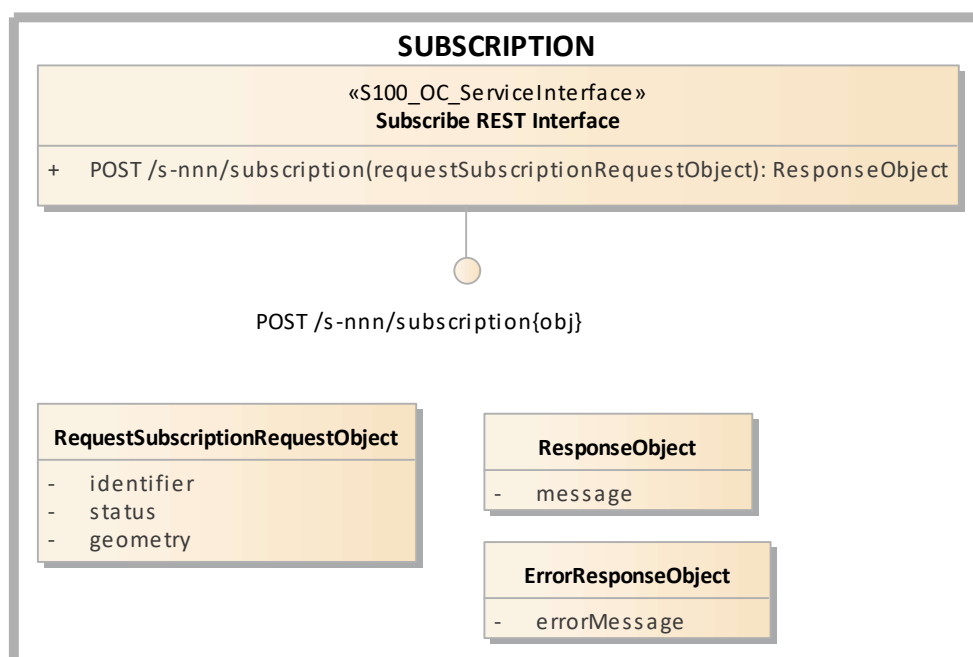 SUBSCRIPTION
«S100_OC_ServiceInterface»
Subscribe REST Interface
+ POST /s-nnn/subscription(requestSubscriptionRequestObject): ResponseObject
POST /s-nnn/subscription{obj}
RequestSubscriptionRequestObject
- identifier
- status
- geometry
ResponseObject
- message
ErrorResponseObject
- errorMessage